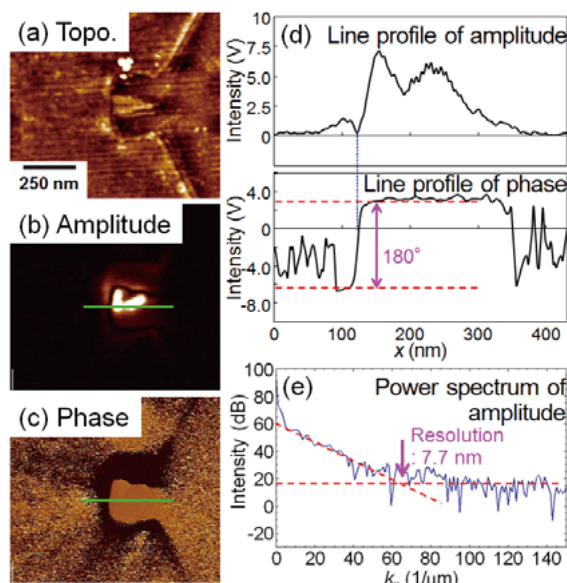 (a) Topo.
250 nm
(b) Amplitude
(c) Phase
(d)
Line profile of amplitude
Intensity (V)
10
7.5
5.0
2.5
0
Line profile of phase
Intensity (V)
4.0
0
-4.0
-8.0
180°
0
100
200
300
400
x (nm)
(e)
Power spectrum of
amplitude
Resolution
: 7.7 nm
Intensity (dB)
100
80
60
40
20
0
-20
0
20
40
60
80
100
120
140
(1/μm)